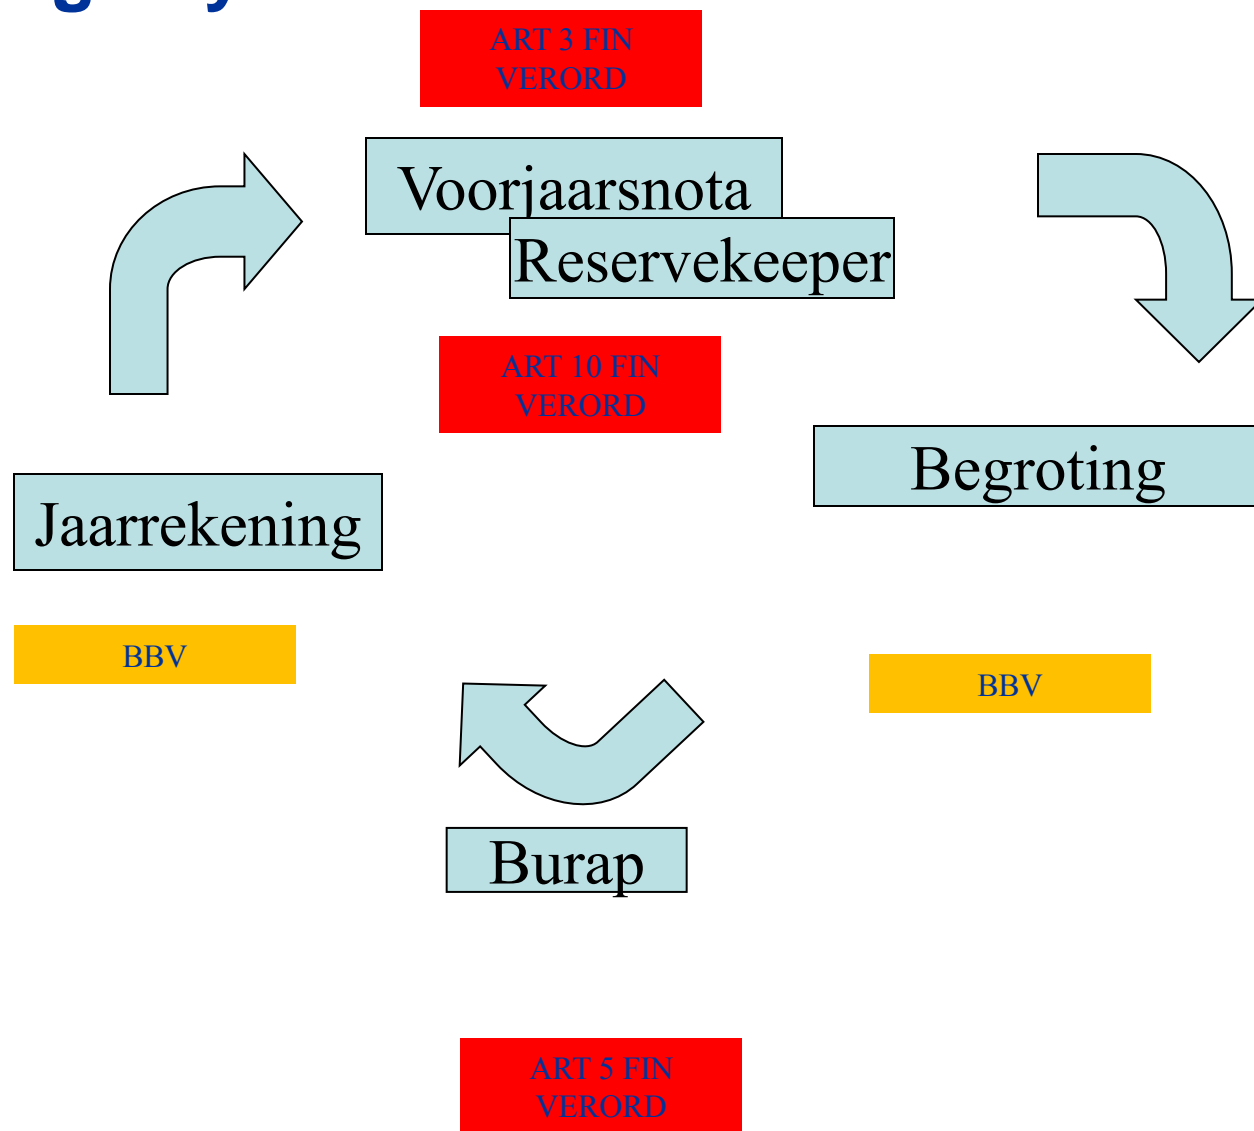 ART 3 FIN
VERORD
Voorjaarsnota
Reservekeeper
ART 10 FIN
VERORD
Begroting
Jaarrekening
BBV
BBV
Burap
ART 5 FIN
VERORD